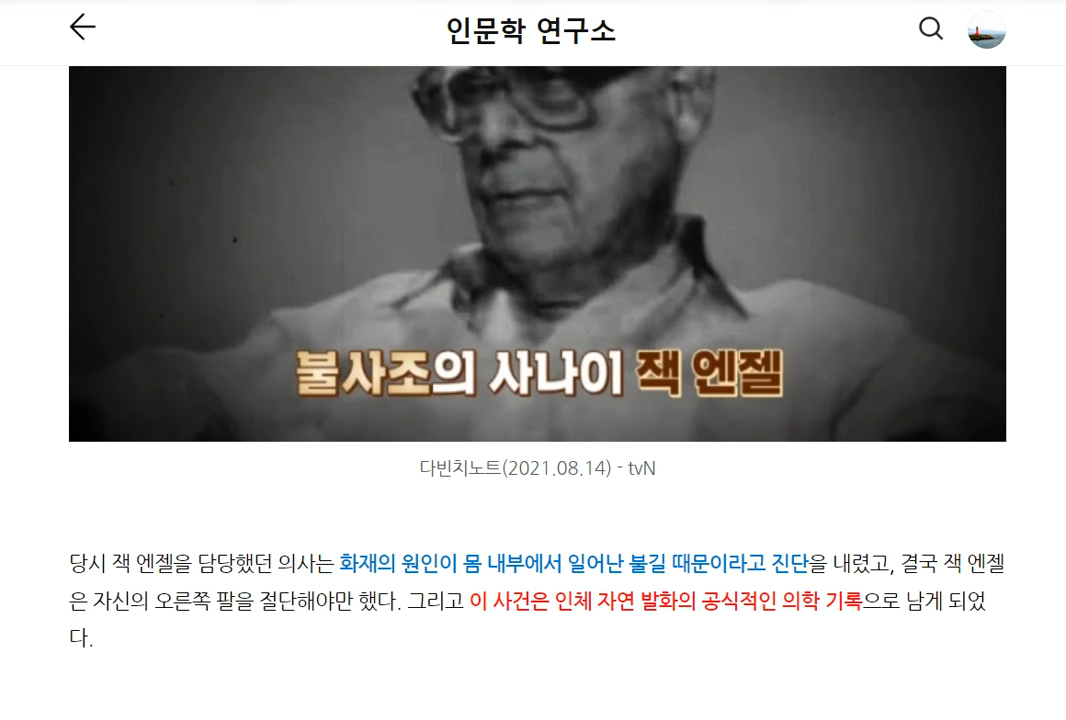 인문학 연구소
불사조의 사나이 잭 엔젤
다빈치노트(2021.08.14) - tvN
당시 잭 엔젤을 담당했던 의사는 화재의 원인이 몸 내부에서 일어난 불길 때문이라고 진단을 내렸고, 결국 잭 엔젤
은 자신의 오른쪽 팔을 절단해야만 했다. 그리고 이 사건은 인체 자연 발화의 공식적인 의학 기록으로 남게 되었
다.